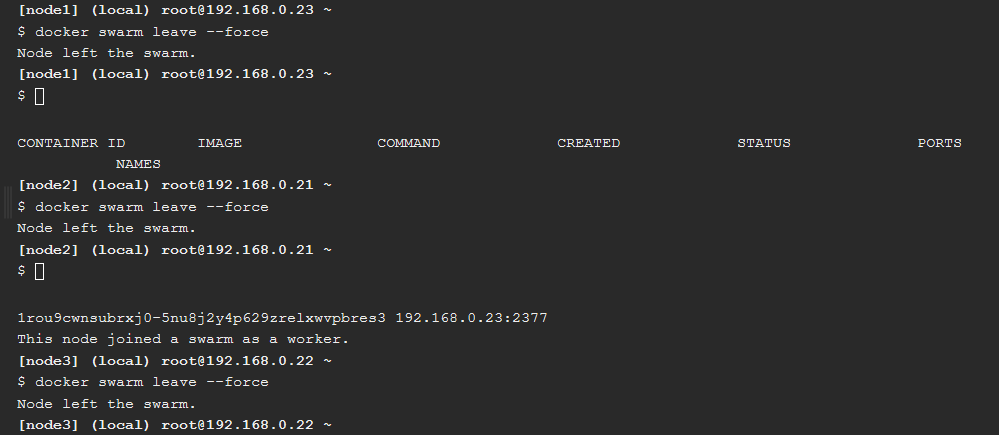 [node1] (local) root@192.168.0.23 ~
$ docker swarm leave --force
Node left the swarm.
[node1] (local) root@192.168.0.23 ~
$
CONTAINER ID IMAGE COMMAND CREATED STATUS PORTS
NAMES
[node2] (local) root@192.168.0.21 ~
$ docker swarm leave --force
Node left the swarm.
[node2] (local) root@192.168.0.21 ~
$
1rou9cwnsubrxj0-5nu8j2y4p629zrelxwvpbres3 192.168.0.23:2377
This node joined a swarm as a worker.
[node3] (local) root@192.168.0.22 ~
$ docker swarm leave --force
Node left the swarm.
[node3] (local) root@192.168.0.22 ~